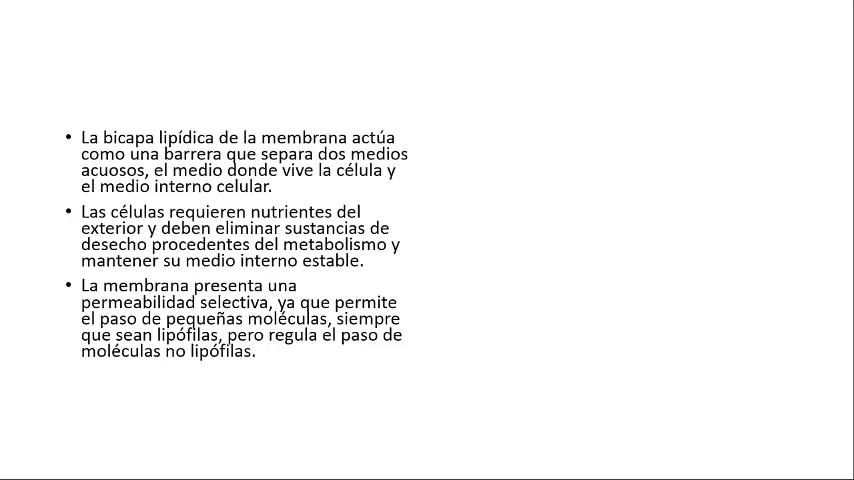 • La bicapa lipídica de la membrana actúa
como una barrera que separa dos medios
acuosos, el medio donde vive la célula y
el medio interno celular.
• Las células requieren nutrientes del
exterior y deben eliminar sustancias de
desecho procedentes del metabolismo y
mantener su medio interno estable.
• La membrana presenta una
permeabilidad selectiva, ya que permite
el paso de pequeñas moléculas, siempre
que sean lipófilas, pero regula el paso de
moléculas no lipófilas.